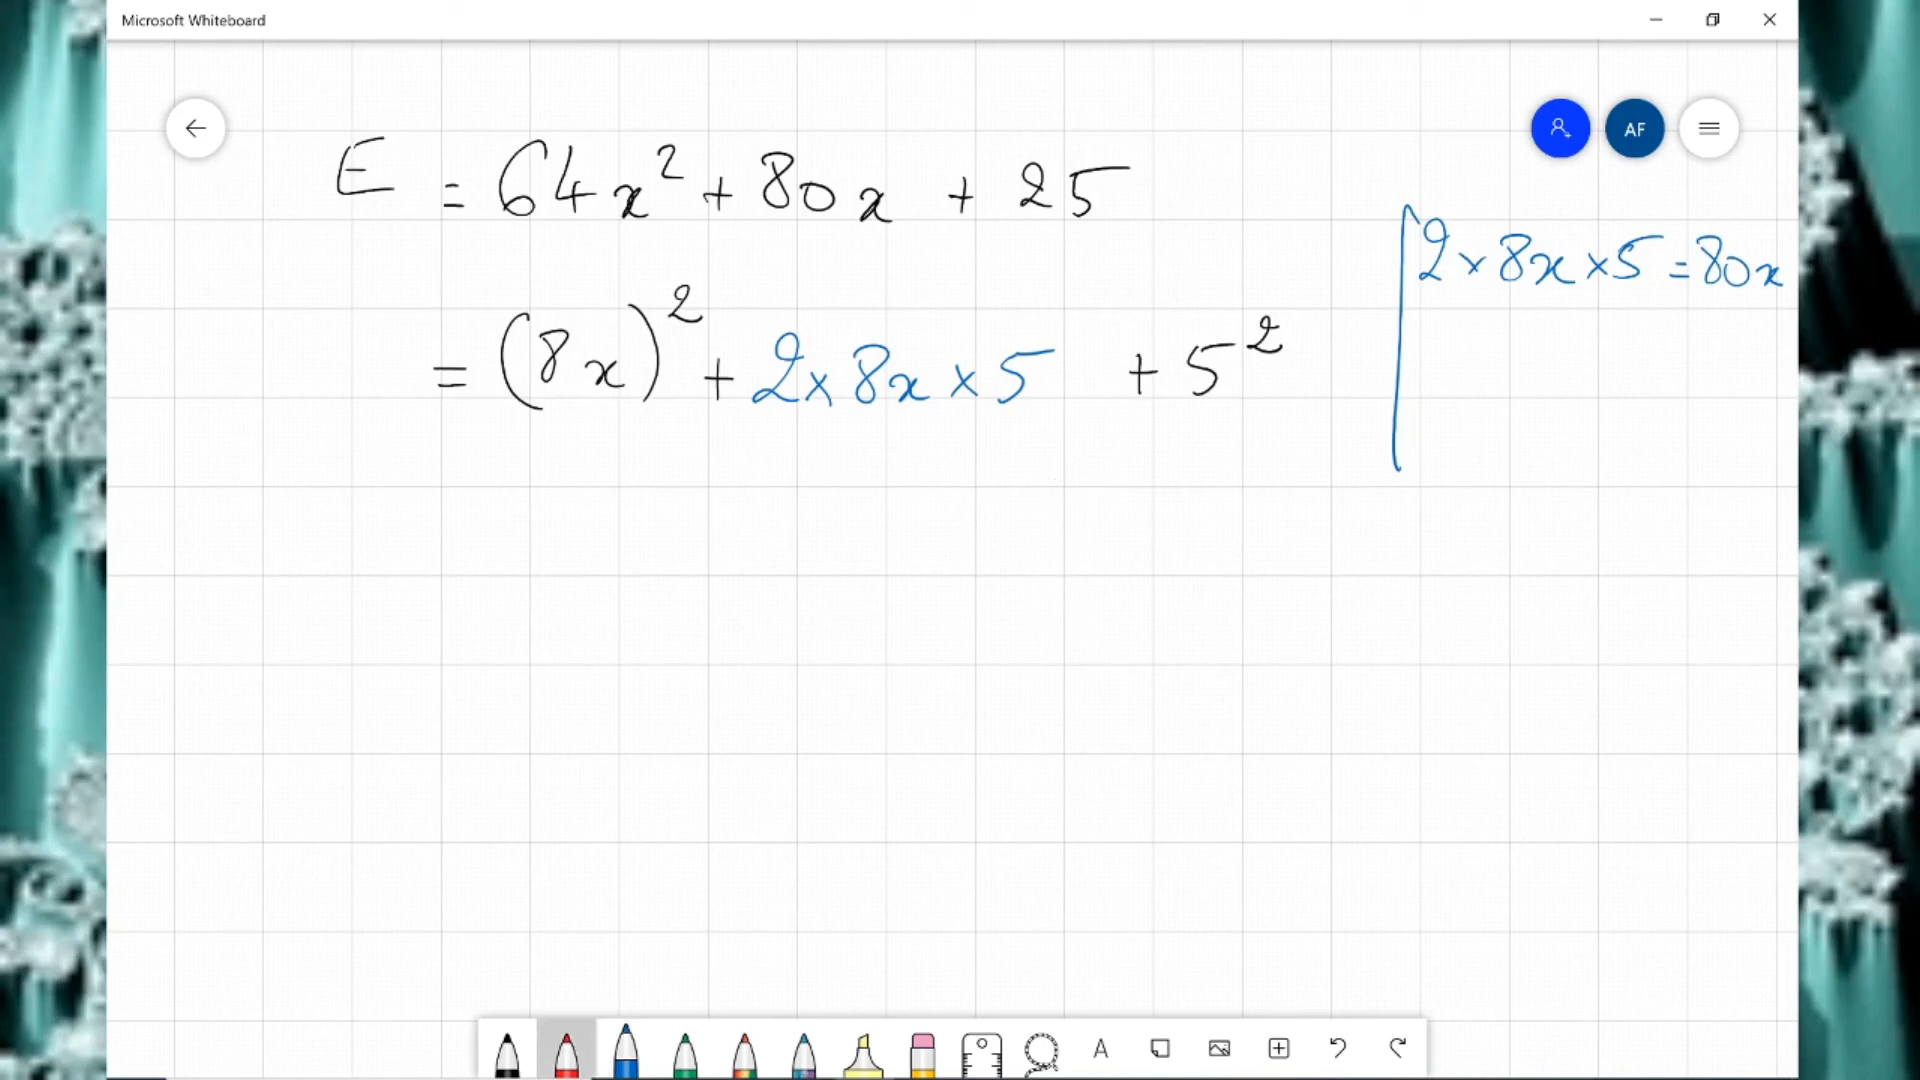 Microsoft Whiteboard
AF
E = 64x² + 80x + 25
2 × 8x × 5 = 80x
= (8x)² + 2 × 8x × 5 + 5²
A